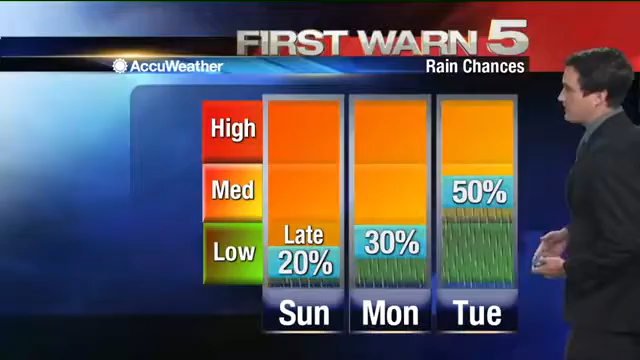 FIRST WARN 5
AccuWeather
Rain Chances
High
Med
Low
Late
20%
30%
50%
Sun
Mon
Tue